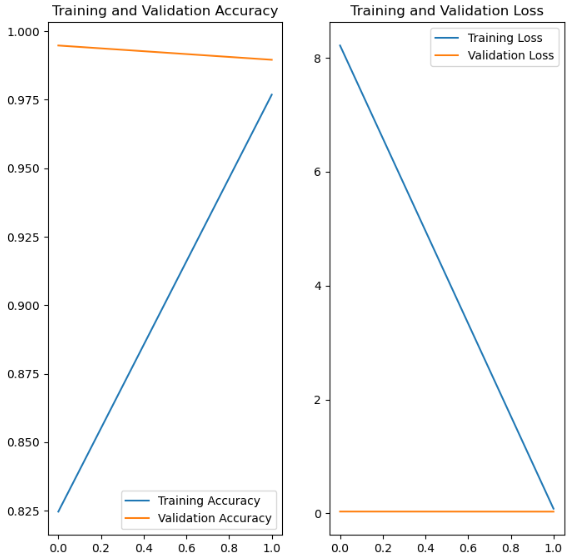 Training and Validation Accuracy
1.000
0.975
0.950
0.925
0.900
0.875
0.850
0.825
Training Accuracy
Validation Accuracy
0.0 0.2 0.4 0.6 0.8 1.0
Training and Validation Loss
Training Loss
Validation Loss
8
6
4
2
0
0.0 0.2 0.4 0.6 0.8 1.0